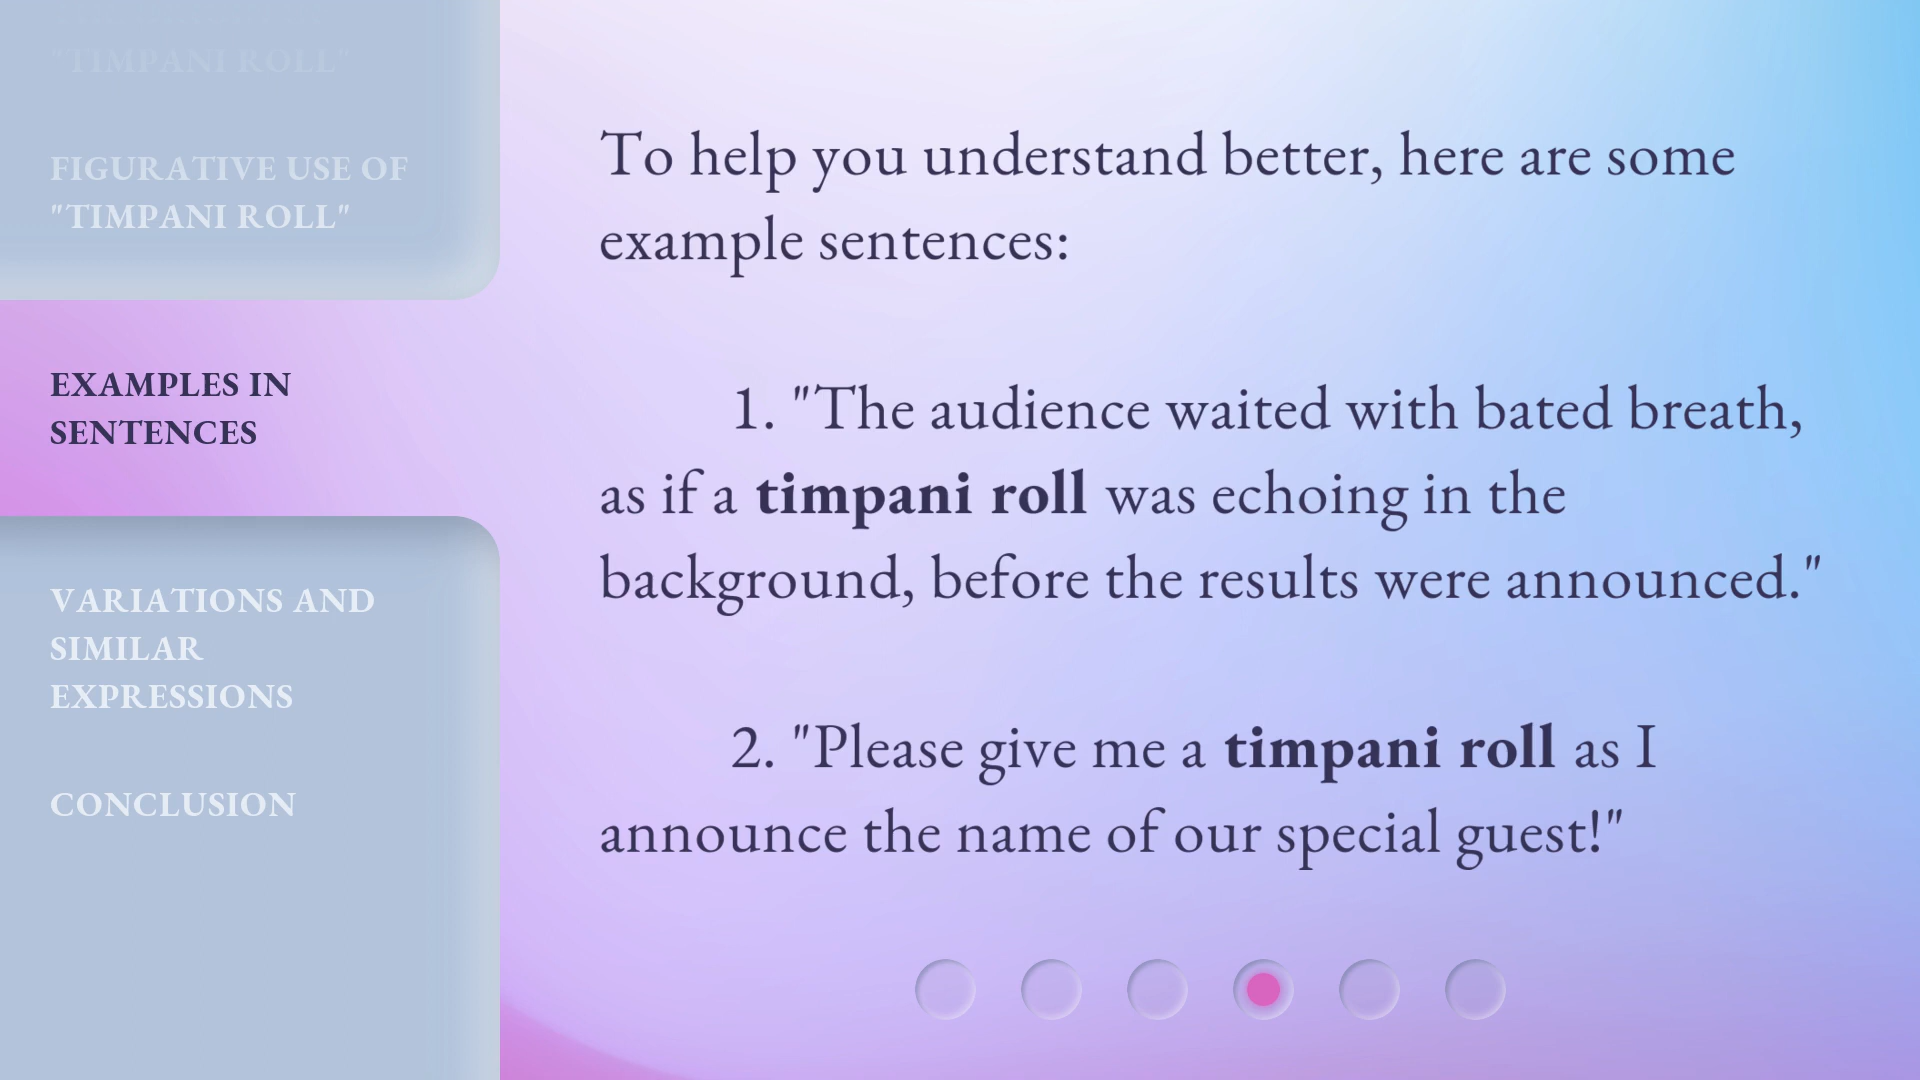 "TIMPANI ROLL"
FIGURATIVE USE OF
"TIMPANI ROLL"
EXAMPLES IN
SENTENCES
VARIATIONS AND
SIMILAR
EXPRESSIONS
CONCLUSION
To help you understand better, here are some
example sentences:
1. "The audience waited with bated breath,
as if a timpani roll was echoing in the
background, before the results were announced."
2. "Please give me a timpani roll as I
announce the name of our special guest!"